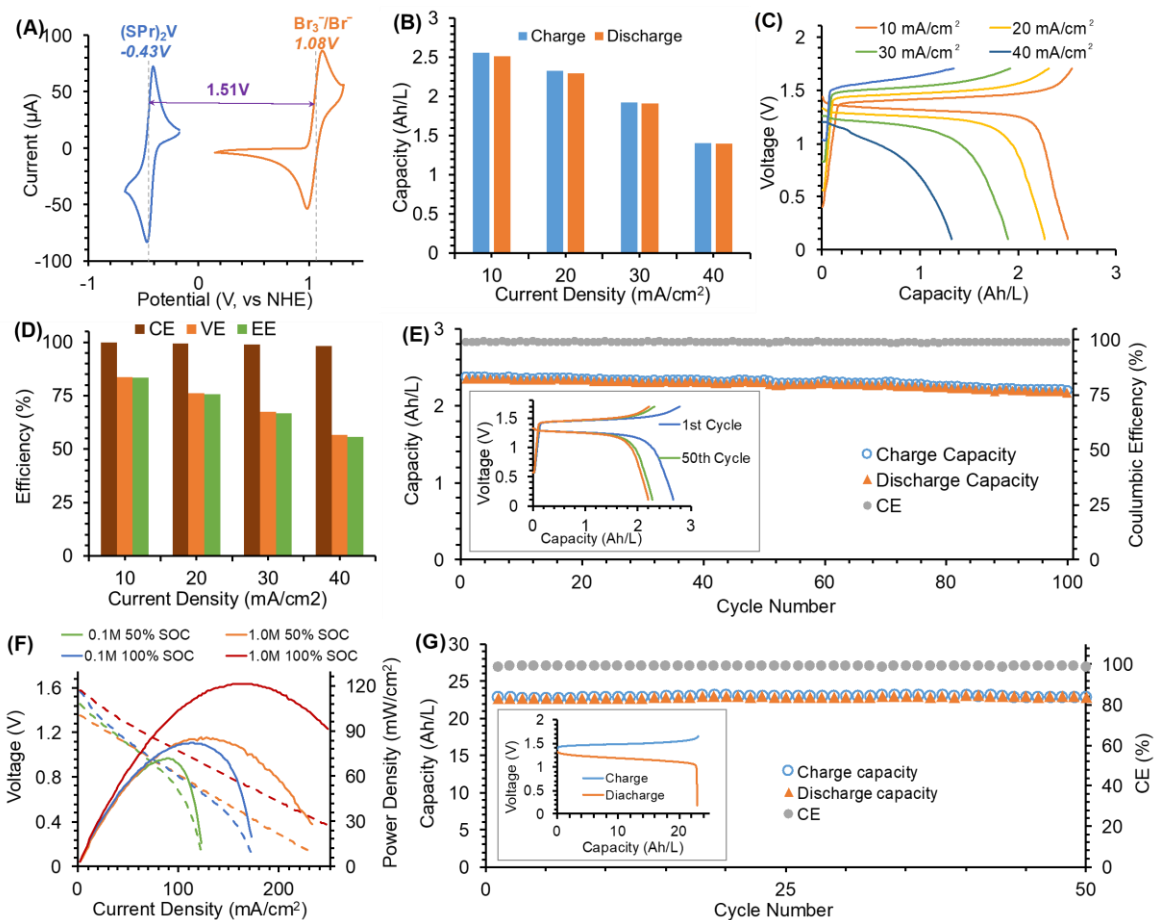 (A)
(SPr)₂V
-0.43V
Br₃⁻/Br⁻
1.08V
1.51V
100
50
0
-50
-100
Current (µA)
-1
0
1
Potential (V, vs NHE)
(B)
Charge
Discharge
3
2.5
2
1.5
1
0.5
0
Capacity (Ah/L)
10
20
30
40
Current Density (mA/cm²)
(C)
10 mA/cm²
20 mA/cm²
30 mA/cm²
40 mA/cm²
2
1.5
1
0.5
0
Voltage (V)
0
1
2
3
Capacity (Ah/L)
(D)
CE
VE
EE
100
75
50
25
0
Efficiency (%)
10
20
30
40
Current Density (mA/cm2)
(E)
3
2
1
0
Capacity (Ah/L)
100
75
50
25
0
Coulumbic Efficency (%)
1.5
1
0.5
0
Voltage (V)
1st Cycle
50th Cycle
0
1
2
3
Capacity (Ah/L)
Charge Capacity
Discharge Capacity
CE
0
20
40
60
80
100
Cycle Number
(F)
0.1M 50% SOC
1.0M 50% SOC
0.1M 100% SOC
1.0M 100% SOC
1.6
1.2
0.8
0.4
0
Voltage (V)
120
90
60
30
0
Power Density (mW/cm²)
0
100
200
Current Density (mA/cm²)
(G)
30
27
24
21
18
15
12
9
6
3
0
Capacity (Ah/L)
100
80
60
40
20
0
CE (%)
2
1.5
1
0.5
0
Voltage (V)
Charge
Diacharge
0
10
20
Capacity (Ah/L)
Charge capacity
Discharge capacity
CE
0
25
50
Cycle Number